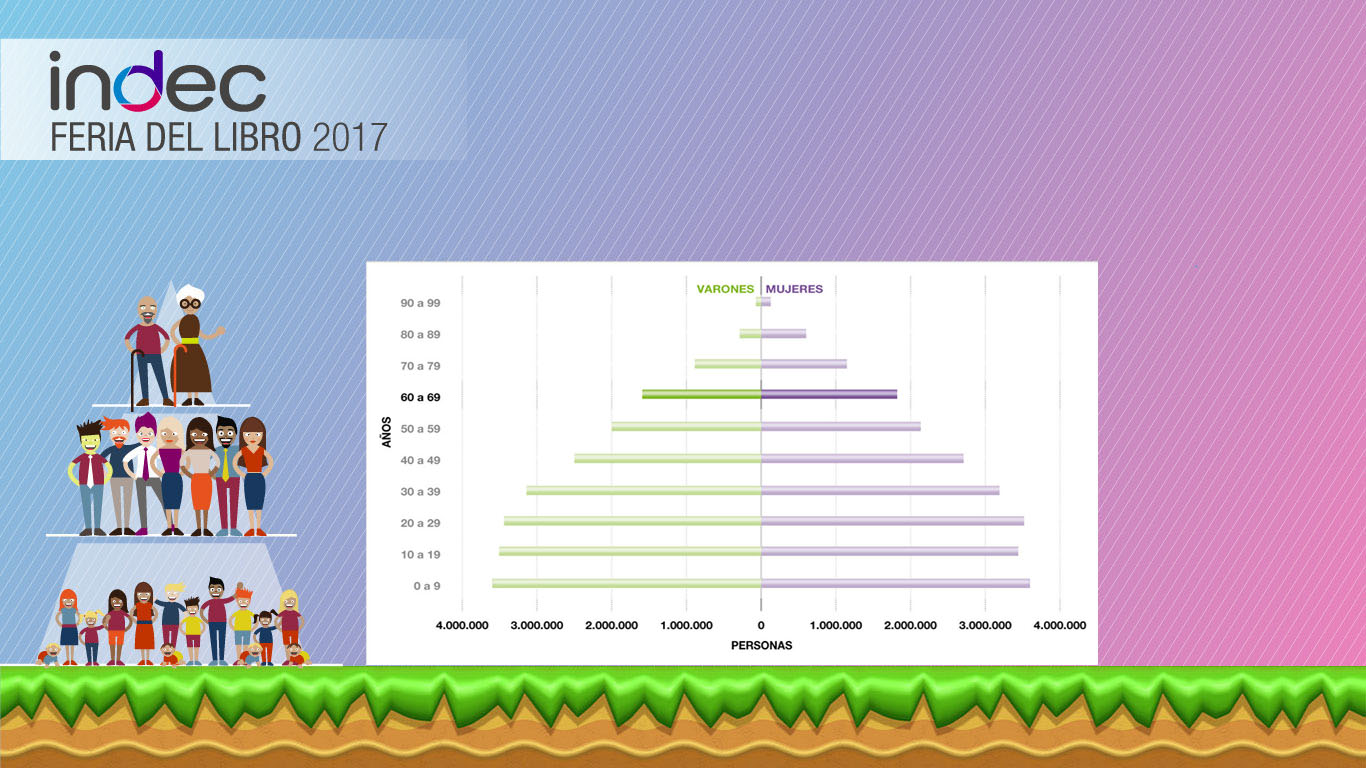 indec
FERIA DEL LIBRO 2017
VARONES MUJERES
90 a 99
80 a 89
70 a 79
60 a 69
50 a 59
40 a 49
30 a 39
20 a 29
10 a 19
0 a 9
AÑOS
4.000.000 3.000.000 2.000.000 1.000.000 0 1.000.000 2.000.000 3.000.000 4.000.000
PERSONAS